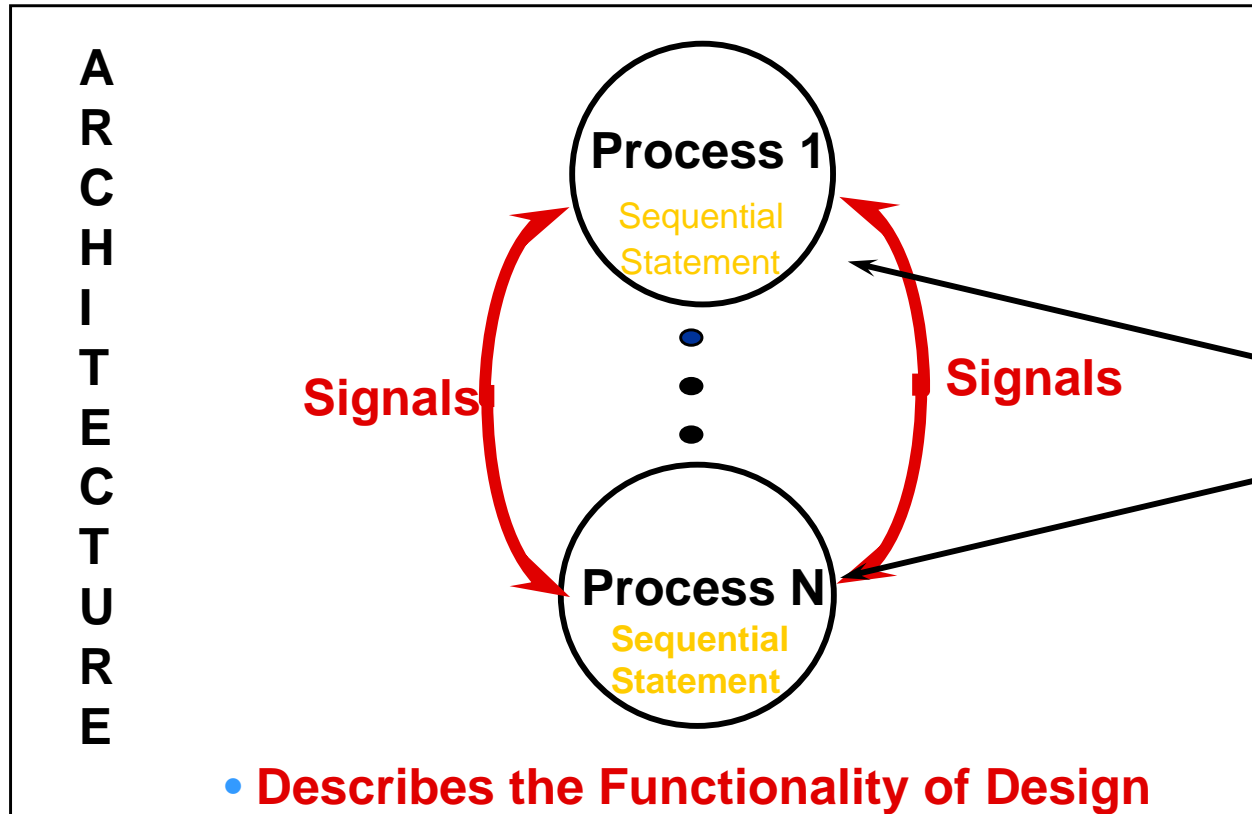 A
R
C
H
I
T
E
C
T
U
R
E
Process 1
Sequential
Statement
Signals
Signals
Process N
Sequential
Statement
• Describes the Functionality of Design